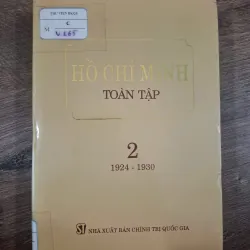 HỒ CHÍ MINH
TOÀN TẬP
2
1924 - 1930
NHÀ XUẤT BẢN CHÍNH TRỊ QUỐC GIA